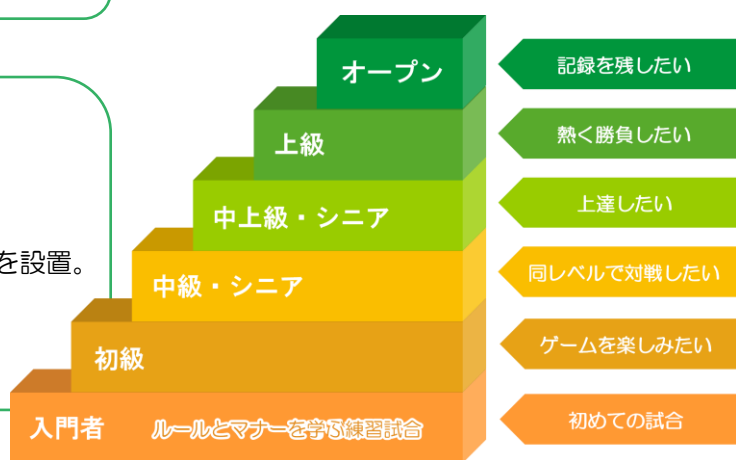 オープン
記録を残したい
上級
熱く勝負したい
中上級・シニア
上達したい
を設置。
中級・シニア
同レベルで対戦したい
初級
ゲームを楽しみたい
入門者 ルールとマナーを学ぶ練習試合
初めての試合